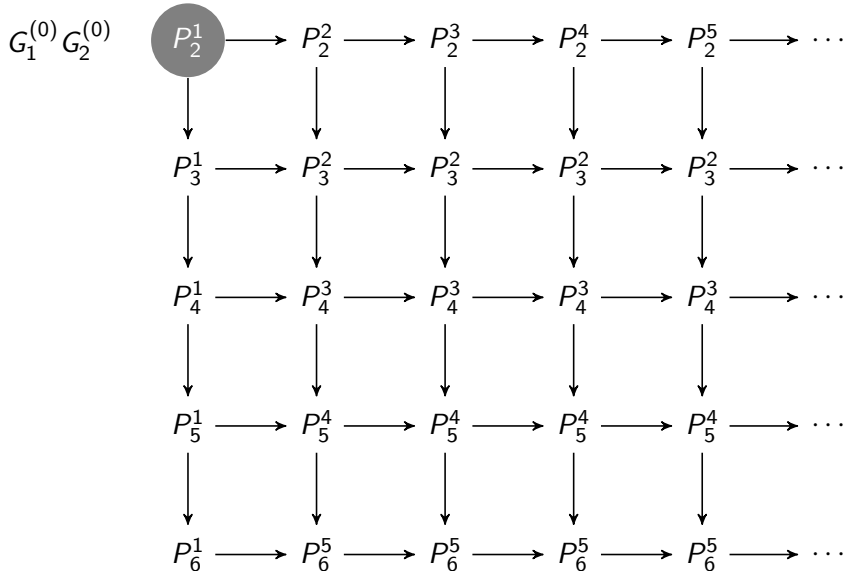 G_1^{(0)} G_2^{(0)} P_2^1 P_2^2 P_2^3 P_2^4 P_2^5 ⋯
P_3^1 P_3^2 P_3^2 P_3^2 P_3^2 ⋯
P_4^1 P_4^3 P_4^3 P_4^3 P_4^3 ⋯
P_5^1 P_5^4 P_5^4 P_5^4 P_5^4 ⋯
P_6^1 P_6^5 P_6^5 P_6^5 P_6^5 ⋯